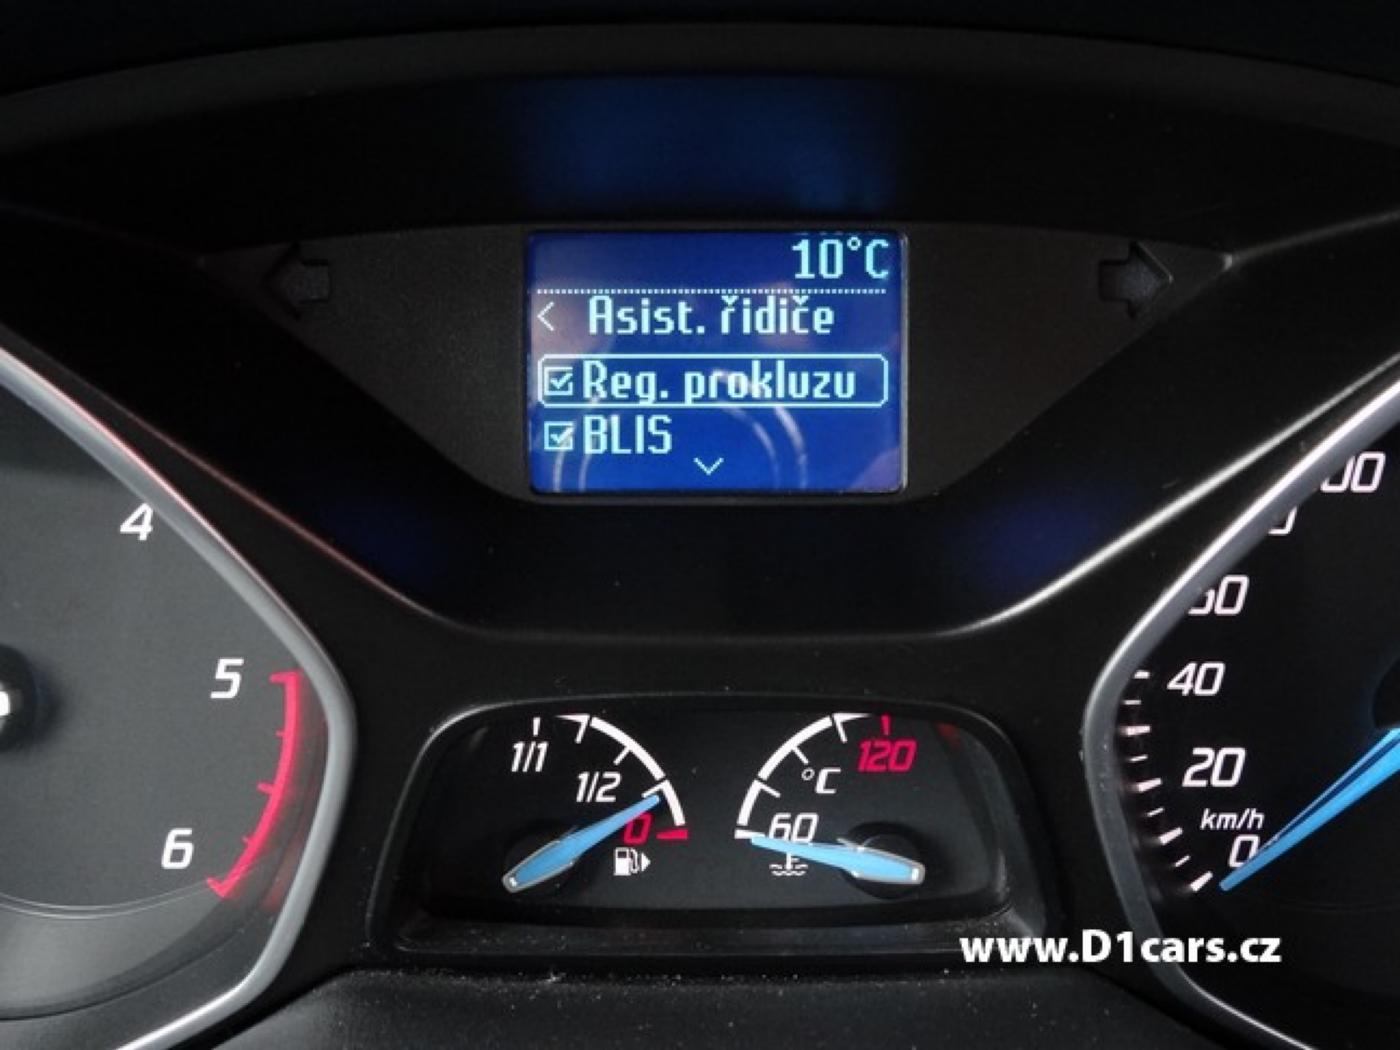 10°C
< Asist. řidiče
Reg. prokluzu
BLIS
4
5
6
1/1
1/2
0
120
°C
60
40
20
km/h
0
www.D1cars.cz